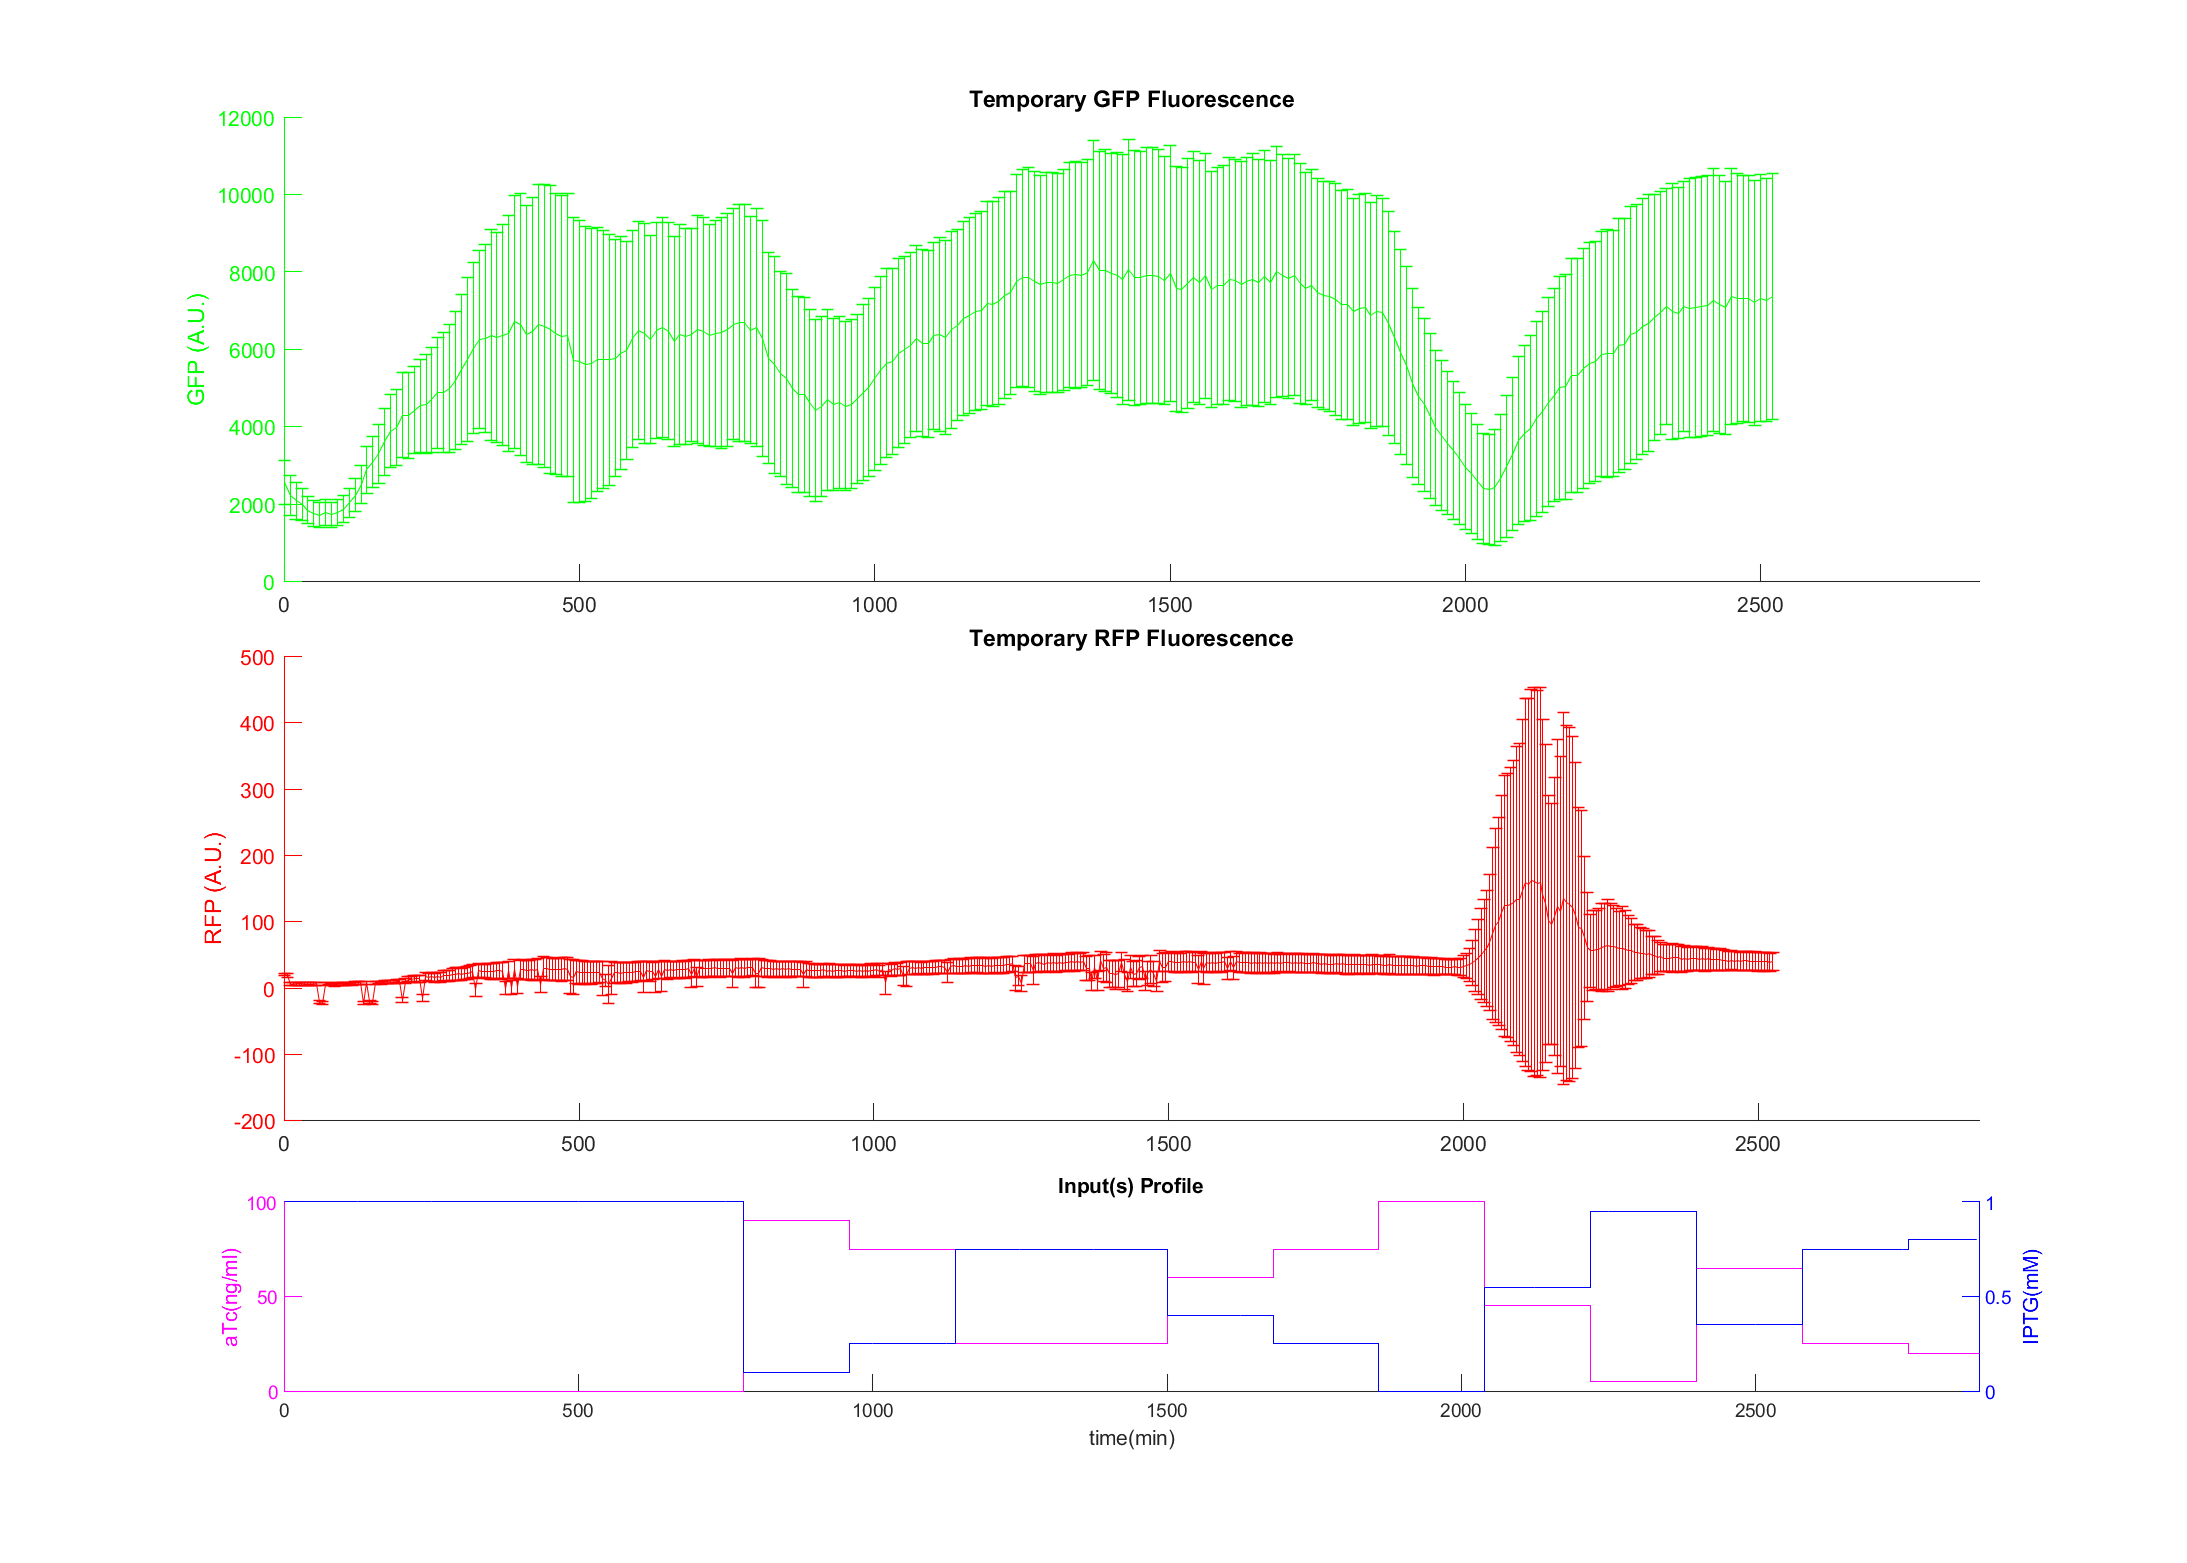 Temporary GFP Fluorescence
12000
10000
8000
6000
4000
2000
0
GFP (A.U.)
0 500 1000 1500 2000 2500
Temporary RFP Fluorescence
500
400
300
200
100
0
-100
-200
RFP (A.U.)
0 500 1000 1500 2000 2500
Input(s) Profile
100
50
0
aTc(ng/ml)
1
0.5
0
IPTG(mM)
0 500 1000 1500 2000 2500
time(min)